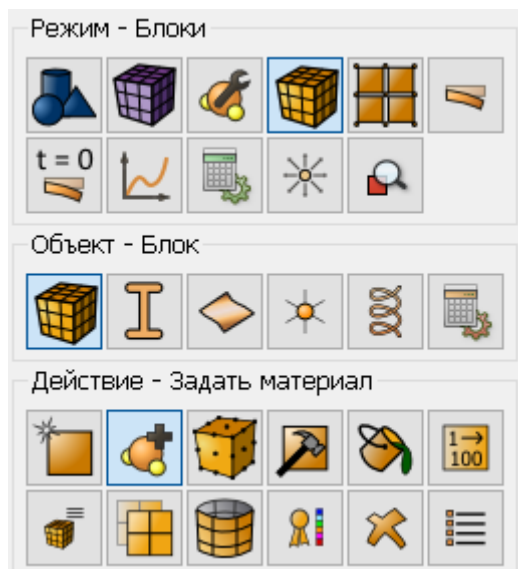 Режим - Блоки
t = 0
Объект - Блок
Действие - Задать материал
1→
100